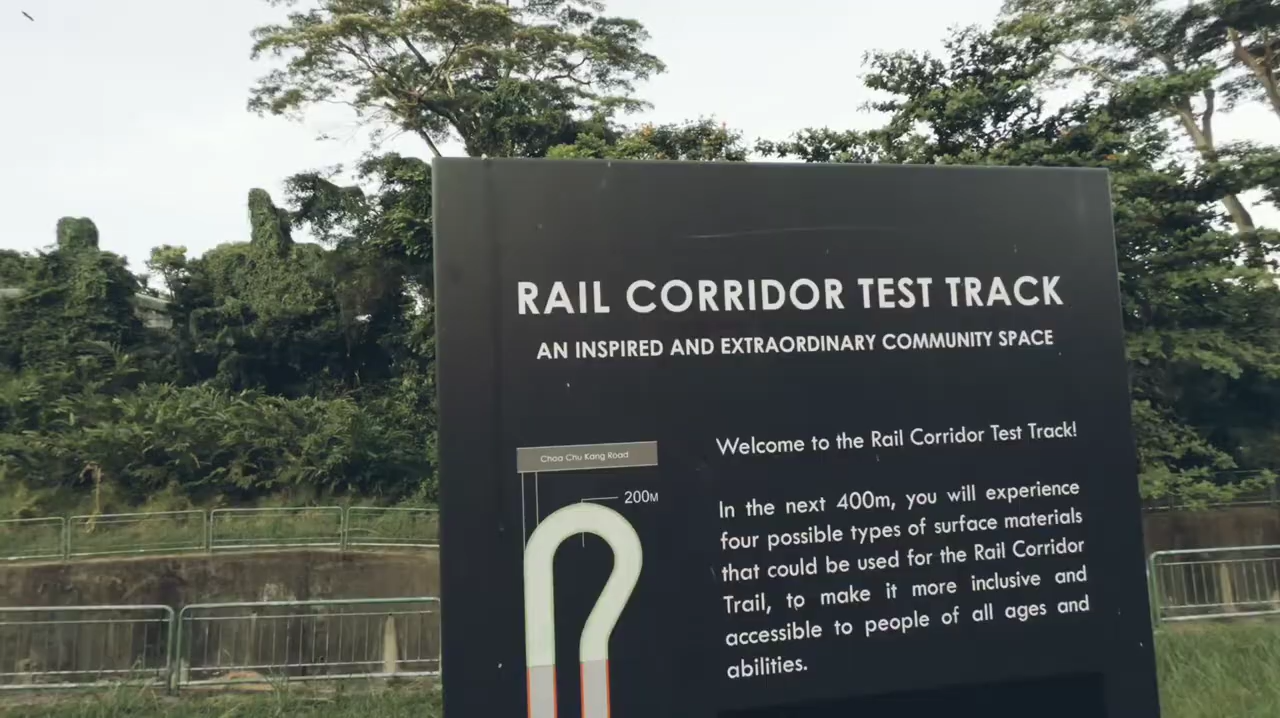 RAIL CORRIDOR TEST TRACK
AN INSPIRED AND EXTRAORDINARY COMMUNITY SPACE
Choa Chu Kang Road
200M
Welcome to the Rail Corridor Test Track!
In the next 400m, you will experience
four possible types of surface materials
that could be used for the Rail Corridor
Trail, to make it more inclusive and
accessible to people of all ages and
abilities.